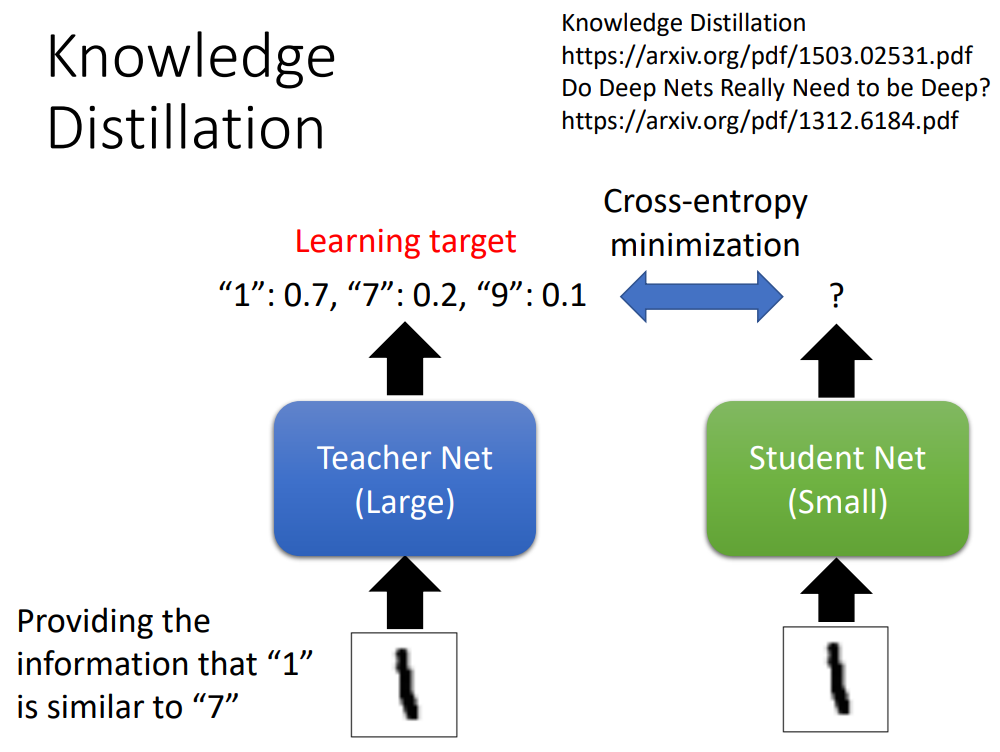 Knowledge
Distillation
Knowledge Distillation
https://arxiv.org/pdf/1503.02531.pdf
Do Deep Nets Really Need to be Deep?
https://arxiv.org/pdf/1312.6184.pdf
Cross-entropy
minimization
Learning target
“1”: 0.7, “7”: 0.2, “9”: 0.1
?
Teacher Net
(Large)
Student Net
(Small)
Providing the
information that “1”
is similar to “7”